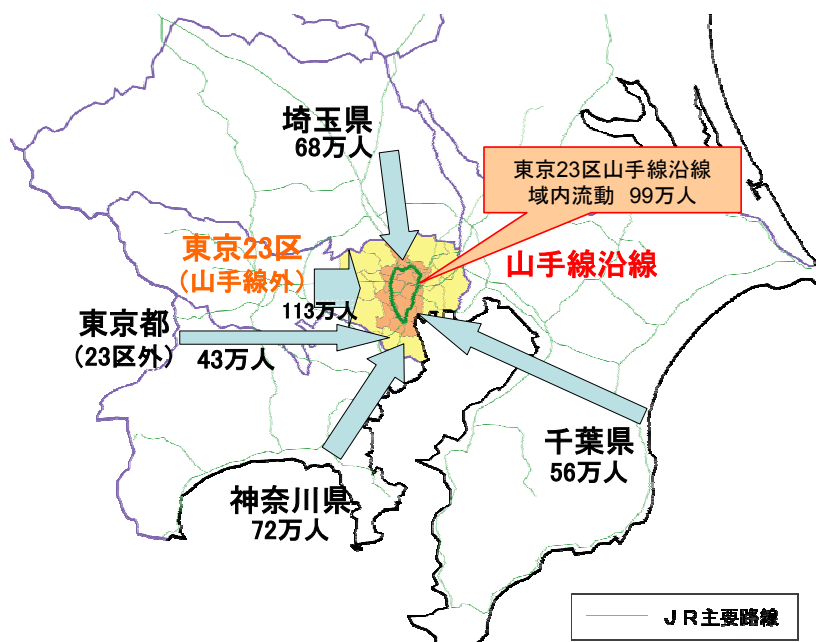 埼玉県
68万人
東京23区山手線沿線
域内流動 99万人
東京23区
（山手線外）
山手線沿線
113万人
東京都
（23区外）
43万人
千葉県
56万人
神奈川県
72万人
ＪＲ主要路線